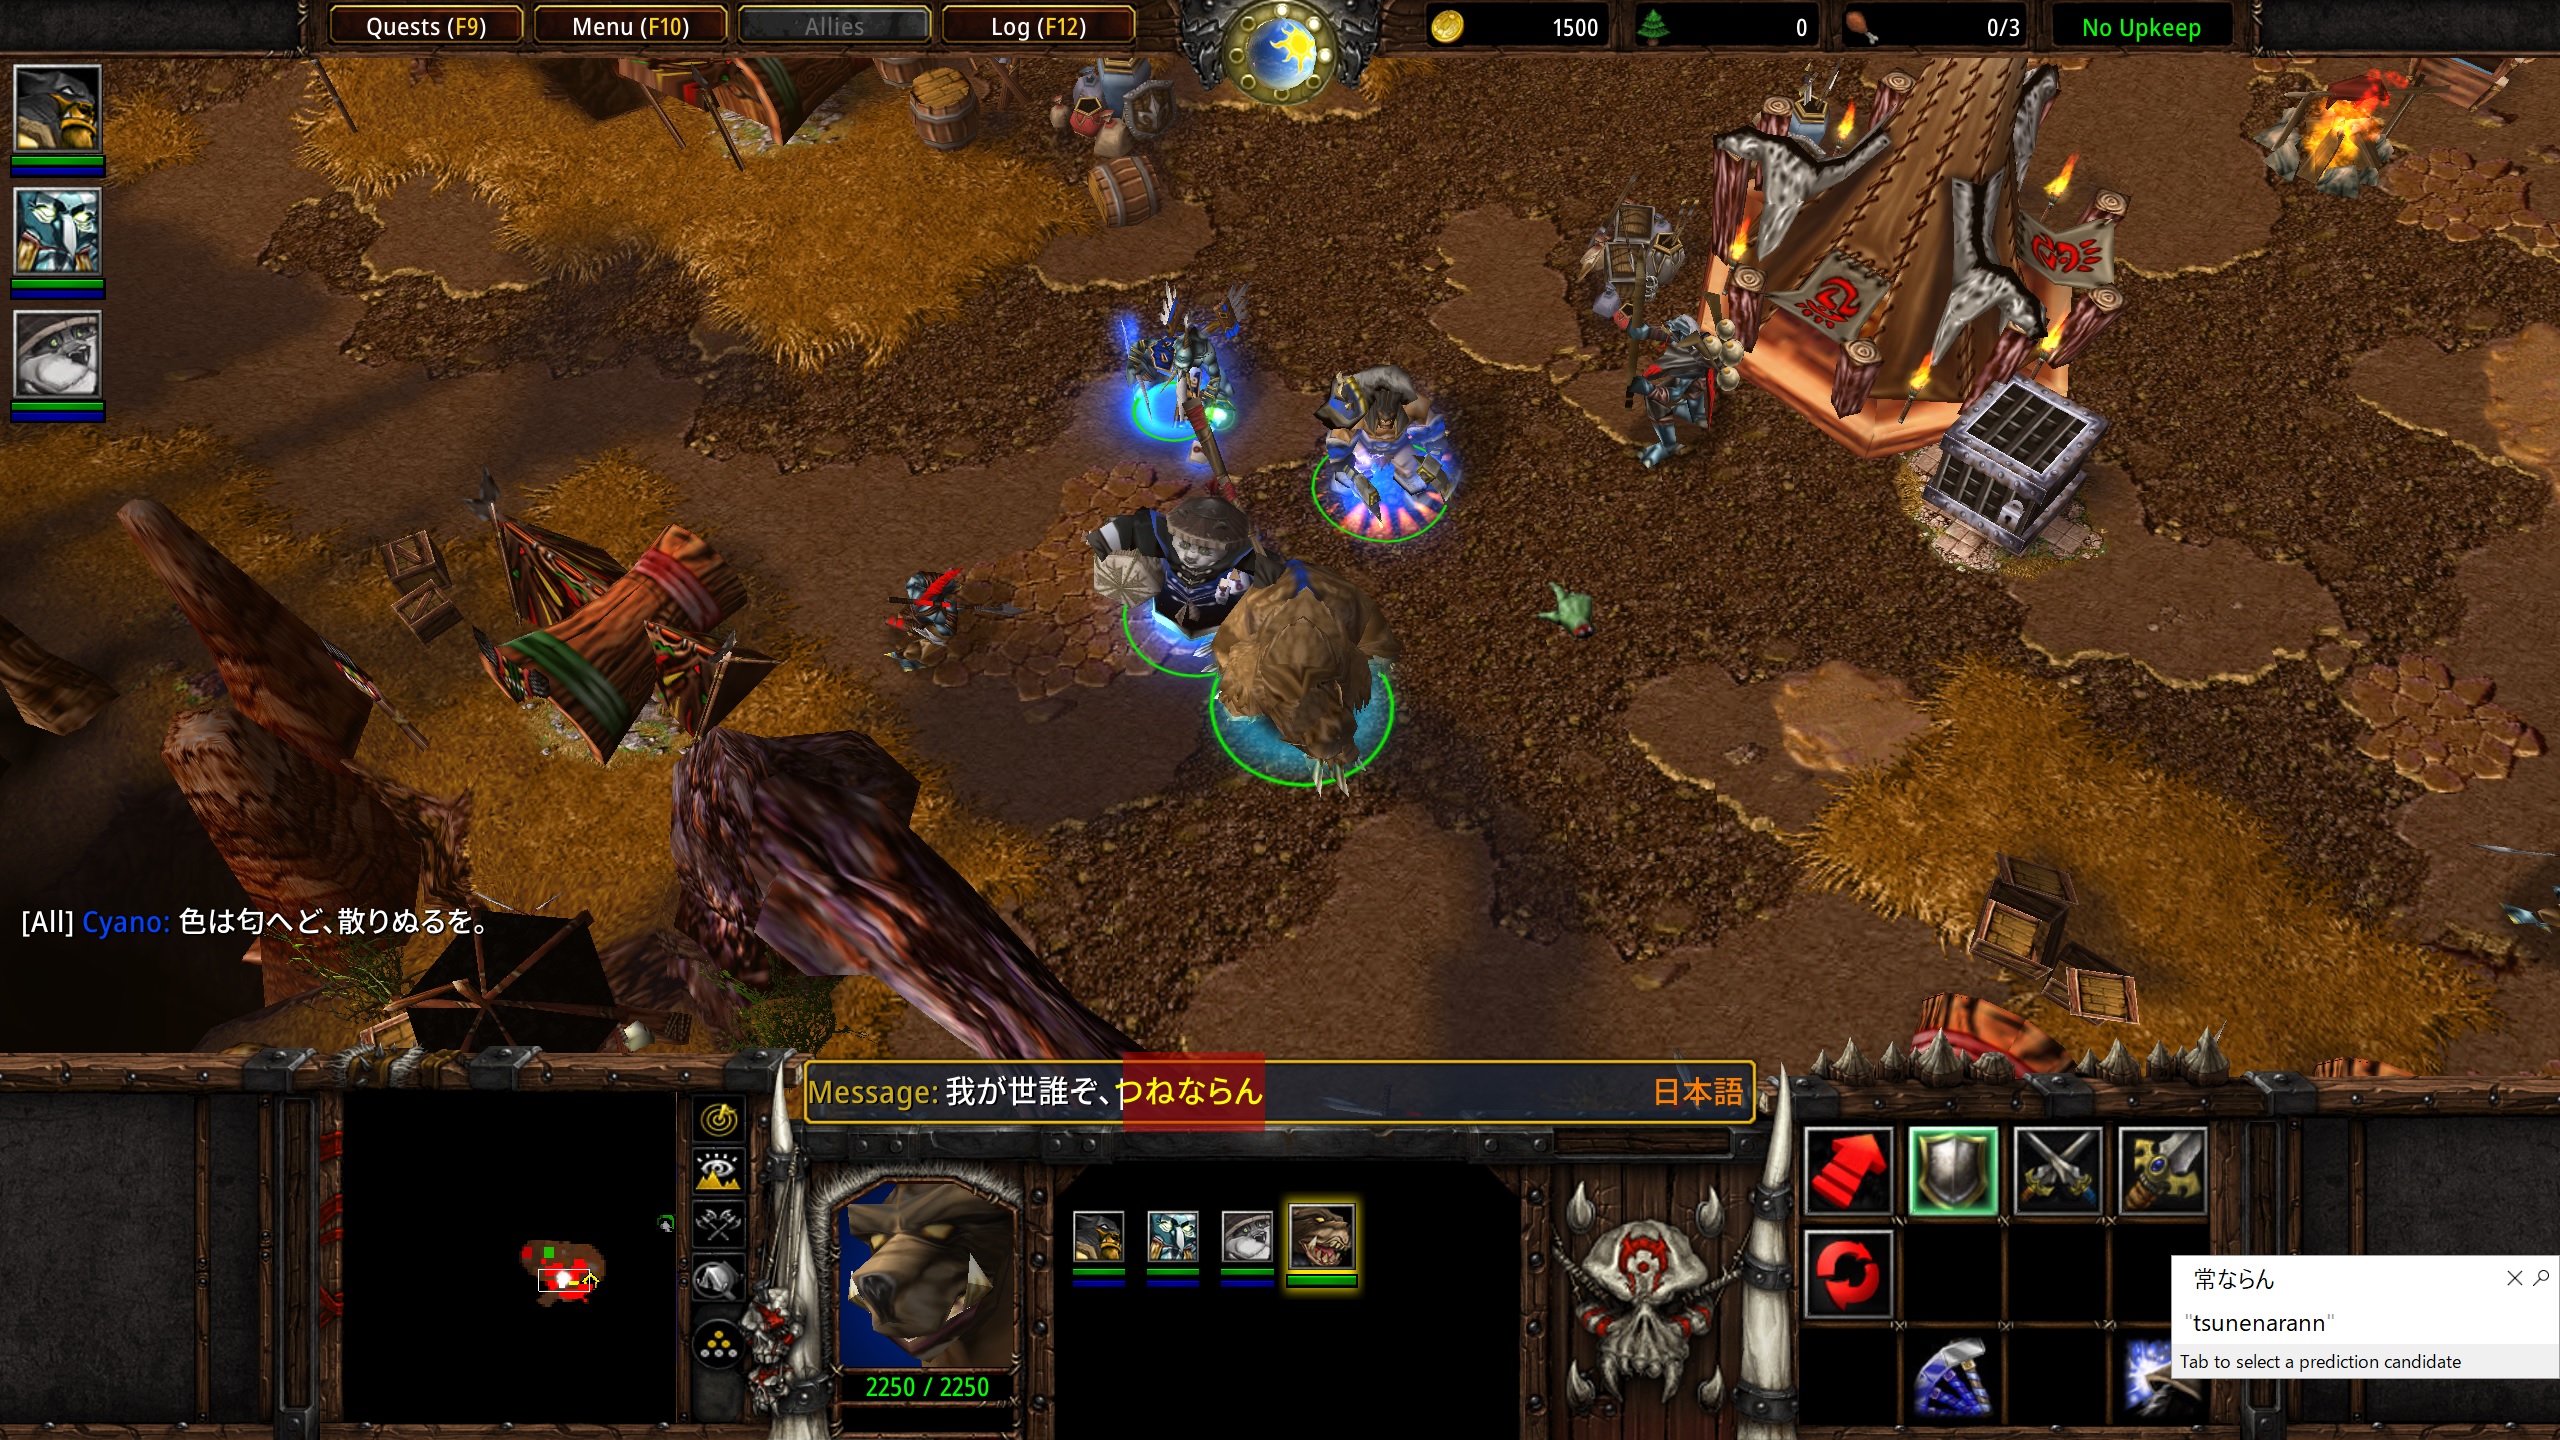 Quests (F9)
Menu (F10)
Allies
Log (F12)
1500
0
0/3
No Upkeep
[All] Cyano: 色は匂へど、散りぬるを。
Message: 我が世誰ぞ、つねならん
日本語
2250 / 2250
常ならん
"tsunenarann"
Tab to select a prediction candidate